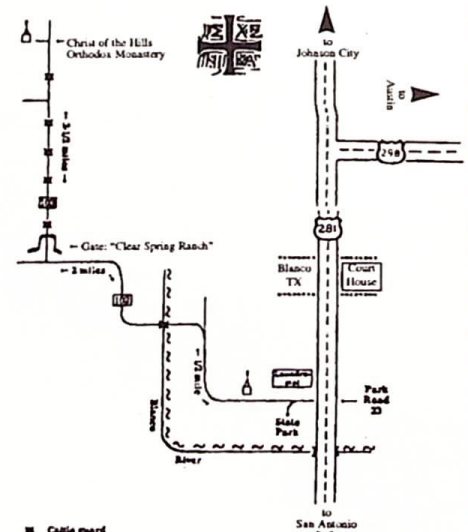 Christ of the Hills
Orthodox Monastery
to
Johnson City
to
Austin
298
281
3 1/2 miles
Gate: "Clear Spring Ranch"
2 miles
Blanco
TX
Court
House
1/2 mile
State
Park
Park
Road
23
Blanco
River
Cattle guard
to
San Antonio